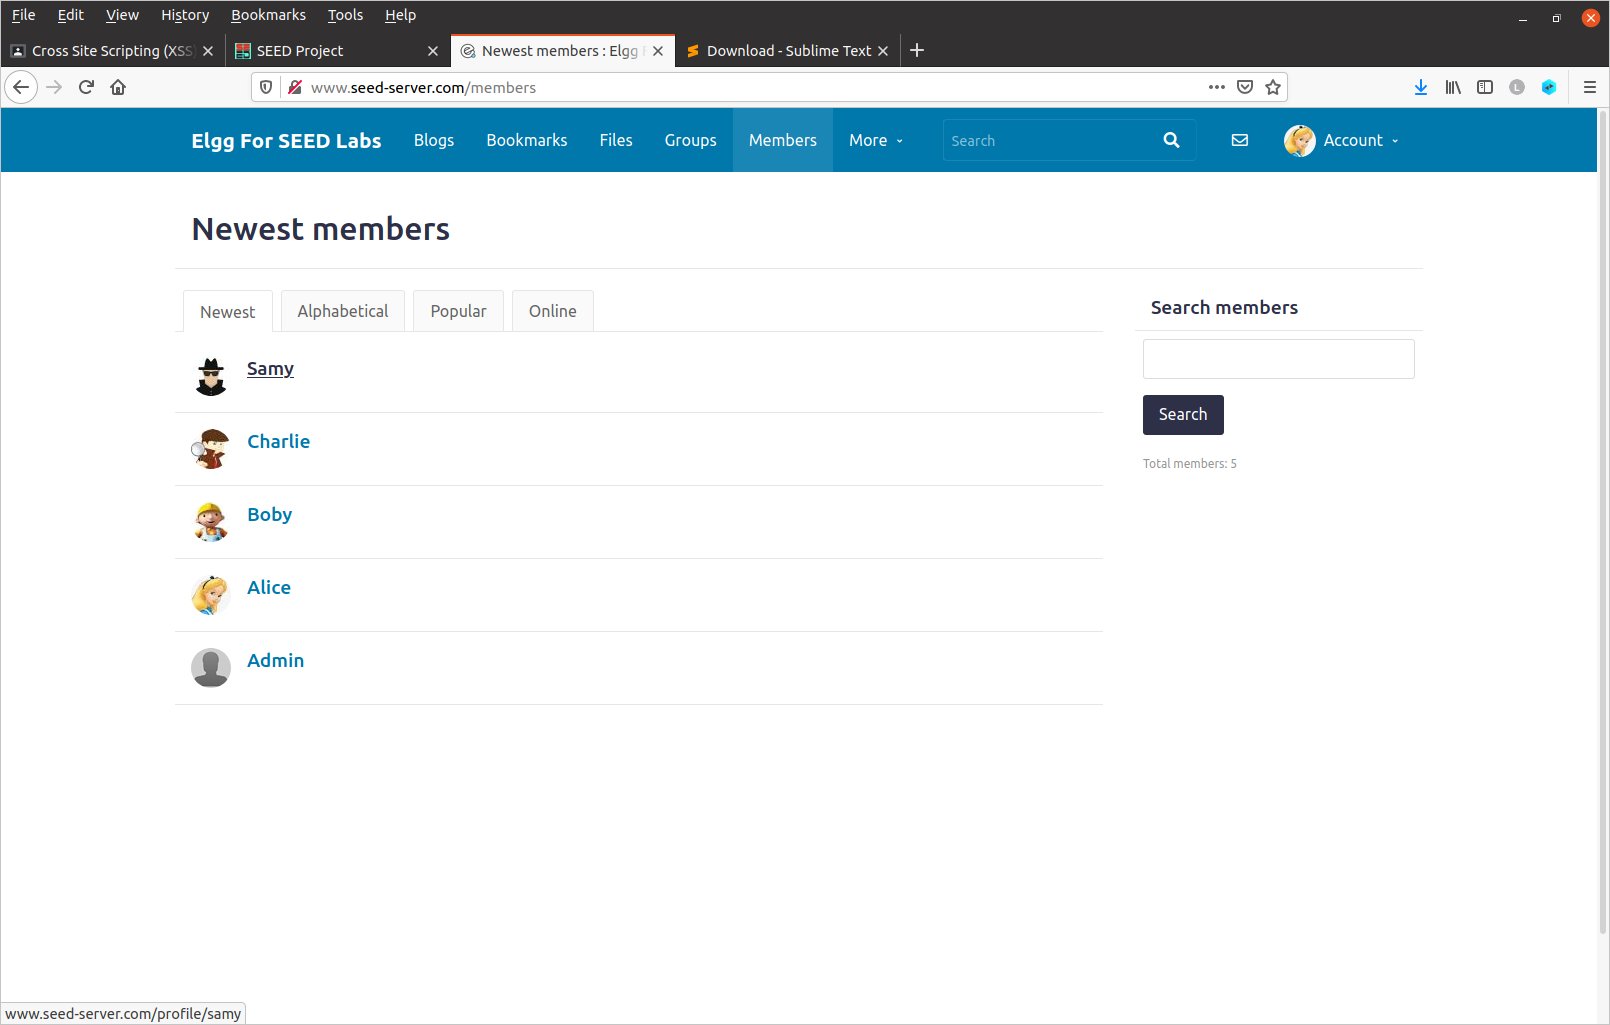 File Edit View History Bookmarks Tools Help
Cross Site Scripting (XSS) SEED Project Newest members : Elgg Download - Sublime Text
www.seed-server.com/members
L
Elgg For SEED Labs Blogs Bookmarks Files Groups Members More Search Account
Newest members
Newest Alphabetical Popular Online
Search members
Samy
Search
Charlie
Total members: 5
Boby
Alice
Admin
www.seed-server.com/profile/samy